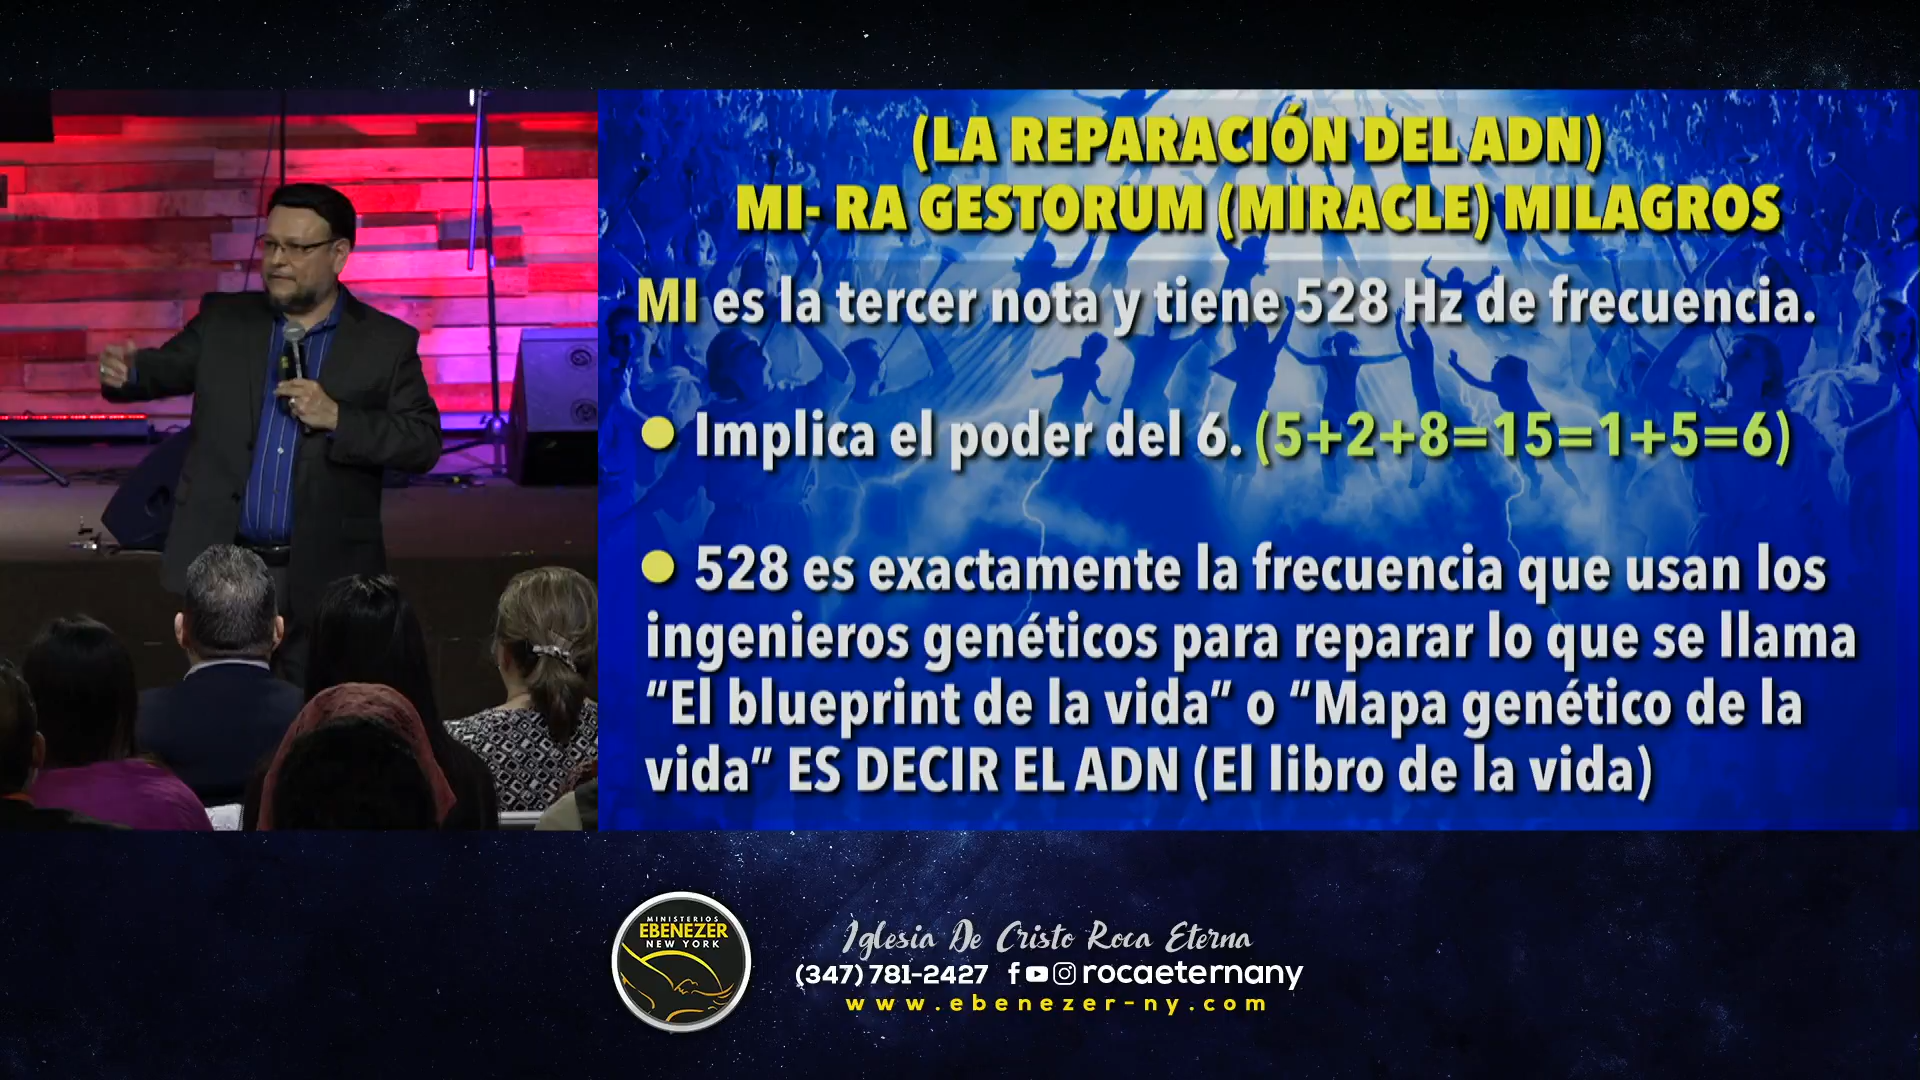 (LA REPARACIÓN DEL ADN)
MI- RA GESTORUM (MIRACLE) MILAGROS
MI es la tercer nota y tiene 528 Hz de frecuencia.
Implica el poder del 6. (5+2+8=15=1+5=6)
528 es exactamente la frecuencia que usan los
ingenieros genéticos para reparar lo que se llama
“El blueprint de la vida” o “Mapa genético de la
vida” ES DECIR EL ADN (El libro de la vida)
MINISTERIOS
EBENEZER
NEW YORK
Iglesia De Cristo Roca Eterna
(347) 781-2427 rocaeternany
www.ebenezer-ny.com